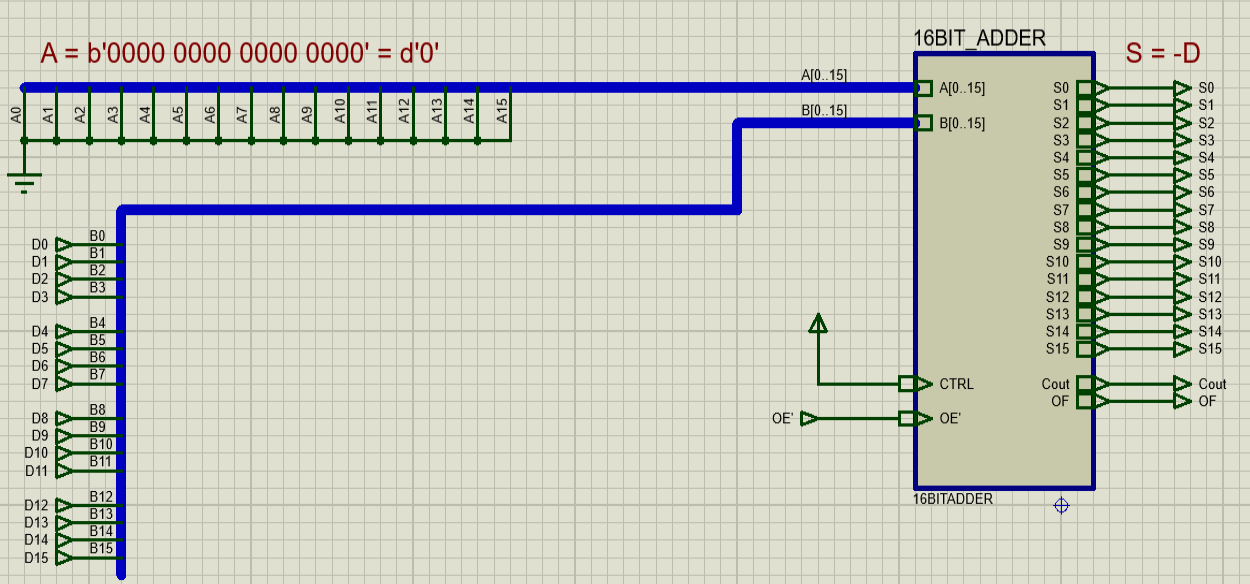 16BIT_ADDER
A = b'0000 0000 0000 0000' = d'0'
S = -D
A[0..15]
A[0..15]
B[0..15]
B[0..15]
A0 A1 A2 A3 A4 A5 A6 A7 A8 A9 A10 A11 A12 A13 A14 A15
S0 S0
S1 S1
S2 S2
S3 S3
S4 S4
S5 S5
S6 S6
S7 S7
S8 S8
S9 S9
S10 S10
S11 S11
S12 S12
S13 S13
S14 S14
S15 S15
Cout Cout
OF OF
D0 B0
D1 B1
D2 B2
D3 B3
D4 B4
D5 B5
D6 B6
D7 B7
D8 B8
D9 B9
D10 B10
D11 B11
D12 B12
D13 B13
D14 B14
D15 B15
CTRL
OE' OE'
16BITADDER